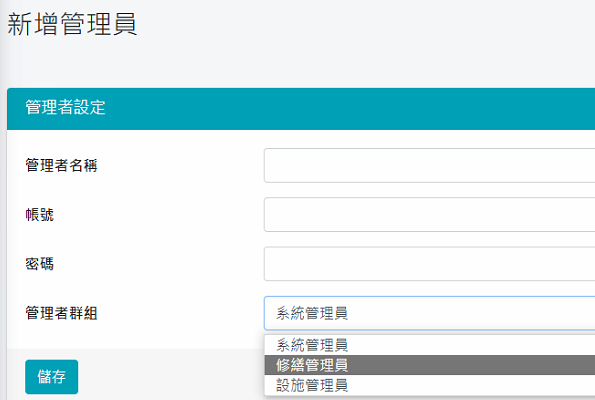 新增管理員
管理者設定
管理者名稱
帳號
密碼
管理者群組
系統管理員
系統管理員
修繕管理員
設施管理員
儲存